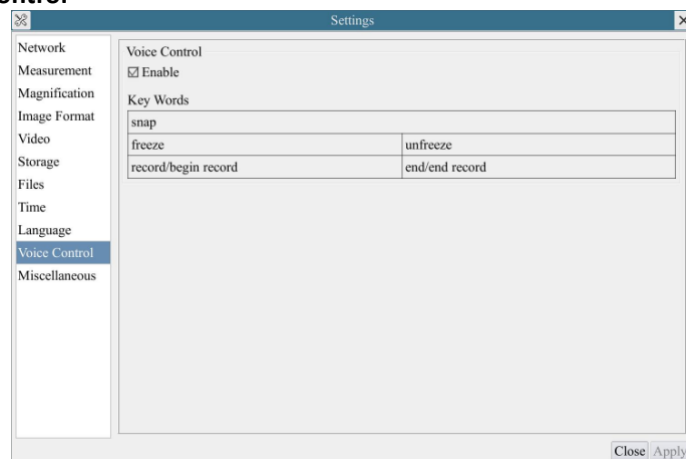 ontrol
Settings
Network
Measurement
Magnification
Image Format
Video
Storage
Files
Time
Language
Voice Control
Miscellaneous
Voice Control
Enable
Key Words
snap
freeze unfreeze
record/begin record end/end record
Close Apply